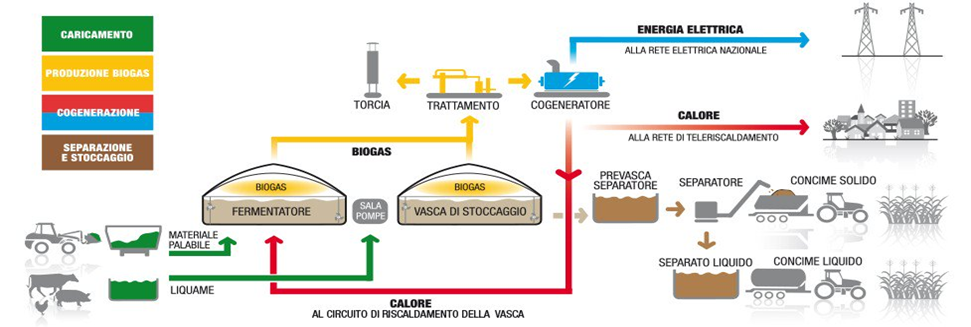 CARICAMENTO
PRODUZIONE BIOGAS
COGENERAZIONE
SEPARAZIONE
E STOCCAGGIO
ENERGIA ELETTRICA
ALLA RETE ELETTRICA NAZIONALE
TORCIA
TRATTAMENTO
COGENERATORE
CALORE
ALLA RETE DI TELERISCALDAMENTO
BIOGAS
BIOGAS
FERMENTATORE
SALA
POMPE
BIOGAS
VASCA DI STOCCAGGIO
PREVASCA
SEPARATORE
SEPARATORE
CONCIME SOLIDO
MATERIALE
PALABILE
LIQUAME
SEPARATO LIQUIDO
CONCIME LIQUIDO
CALORE
AL CIRCUITO DI RISCALDAMENTO DELLA VASCA